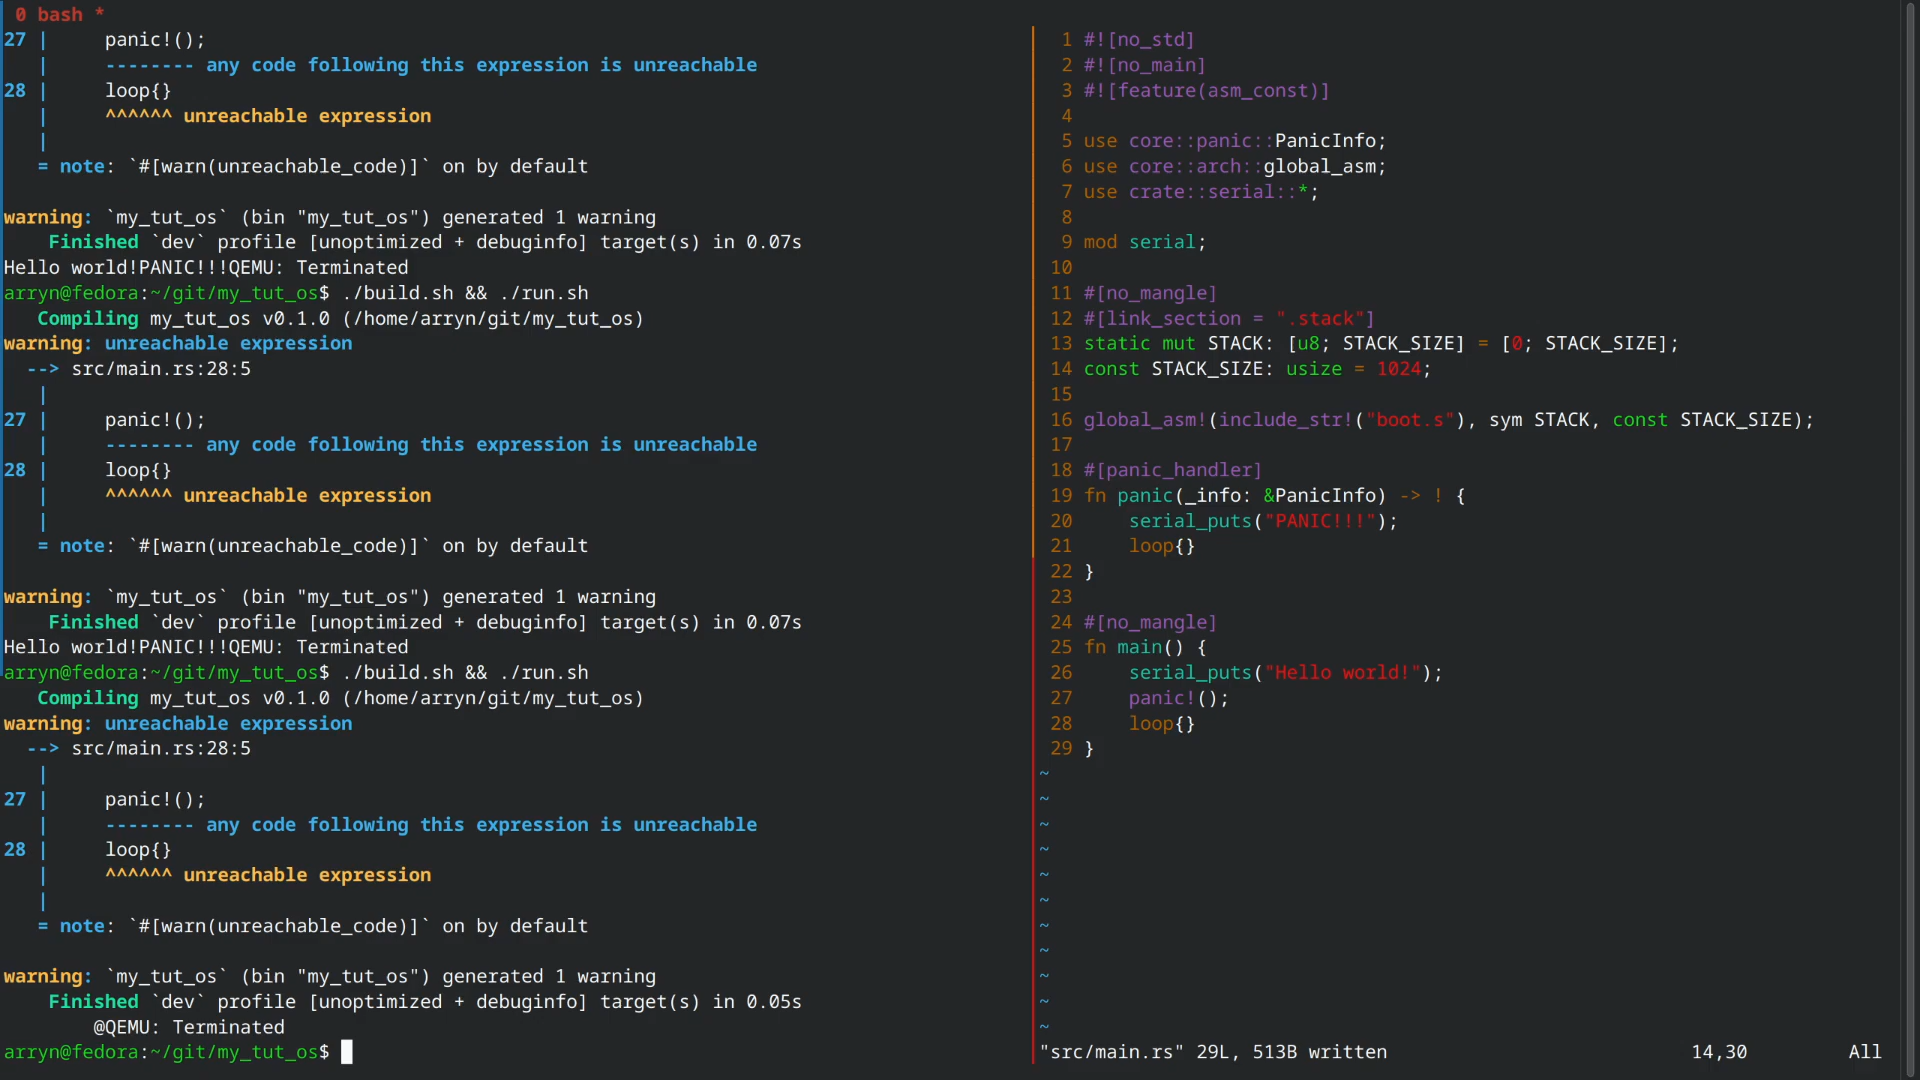 0 bash *
27 |     panic!();
   |     -------- any code following this expression is unreachable
28 |     loop{}
   |     ^^^^^^ unreachable expression
   |
   = note: `#[warn(unreachable_code)]` on by default
warning: `my_tut_os` (bin "my_tut_os") generated 1 warning
    Finished `dev` profile [unoptimized + debuginfo] target(s) in 0.07s
Hello world!PANIC!!!QEMU: Terminated
arryn@fedora:~/git/my_tut_os$ ./build.sh && ./run.sh
   Compiling my_tut_os v0.1.0 (/home/arryn/git/my_tut_os)
warning: unreachable expression
  --> src/main.rs:28:5
   |
27 |     panic!();
   |     -------- any code following this expression is unreachable
28 |     loop{}
   |     ^^^^^^ unreachable expression
   |
   = note: `#[warn(unreachable_code)]` on by default
warning: `my_tut_os` (bin "my_tut_os") generated 1 warning
    Finished `dev` profile [unoptimized + debuginfo] target(s) in 0.07s
Hello world!PANIC!!!QEMU: Terminated
arryn@fedora:~/git/my_tut_os$ ./build.sh && ./run.sh
   Compiling my_tut_os v0.1.0 (/home/arryn/git/my_tut_os)
warning: unreachable expression
  --> src/main.rs:28:5
   |
27 |     panic!();
   |     -------- any code following this expression is unreachable
28 |     loop{}
   |     ^^^^^^ unreachable expression
   |
   = note: `#[warn(unreachable_code)]` on by default
warning: `my_tut_os` (bin "my_tut_os") generated 1 warning
    Finished `dev` profile [unoptimized + debuginfo] target(s) in 0.05s
        @QEMU: Terminated
arryn@fedora:~/git/my_tut_os$
1 #![no_std]
2 #![no_main]
3 #![feature(asm_const)]
4
5 use core::panic::PanicInfo;
6 use core::arch::global_asm;
7 use crate::serial::*;
8
9 mod serial;
10
11 #[no_mangle]
12 #[link_section = ".stack"]
13 static mut STACK: [u8; STACK_SIZE] = [0; STACK_SIZE];
14 const STACK_SIZE: usize = 1024;
15
16 global_asm!(include_str!("boot.s"), sym STACK, const STACK_SIZE);
17
18 #[panic_handler]
19 fn panic(_info: &PanicInfo) -> ! {
20     serial_puts("PANIC!!!");
21     loop{}
22 }
23
24 #[no_mangle]
25 fn main() {
26     serial_puts("Hello world!");
27     panic!();
28     loop{}
29 }
~
~
~
~
~
~
~
~
~
~
~
"src/main.rs" 29L, 513B written 14,30 All